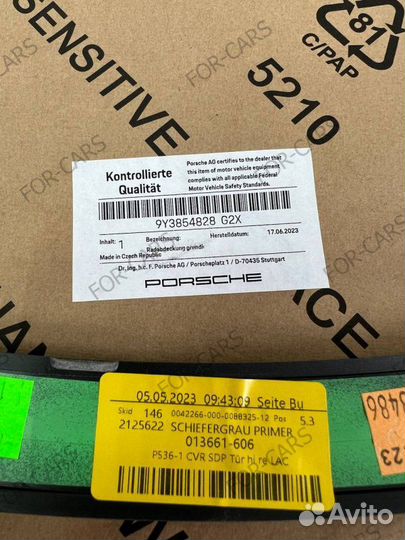 SENSITIVE
5210
81
C/PAP
Kontrollierte
Qualität
Porsche AG certifies to the dealer that
this item of motor vehicle equipment
complies with all applicable Federal
Motor Vehicle Safety Standards.
9Y3854828 G2X
Inhalt: 1
Bezeichnung:
Radabdeckung grundi
Herstelldatum: 17.06.2023
Made in Czech Republic
Dr. Ing. h.c. F. Porsche AG / Porscheplatz 1 / D-70435 Stuttgart
PORSCHE
05.05.2023 09:43:09 Seite Bu
Skid 146 0042266-000-0088325-12 Pos 5.3
2125622 SCHIEFERGRAU PRIMER
013661-606
P536-1 CVR SDP Tür hi re LAC
3486
FOR-CARS
Avito